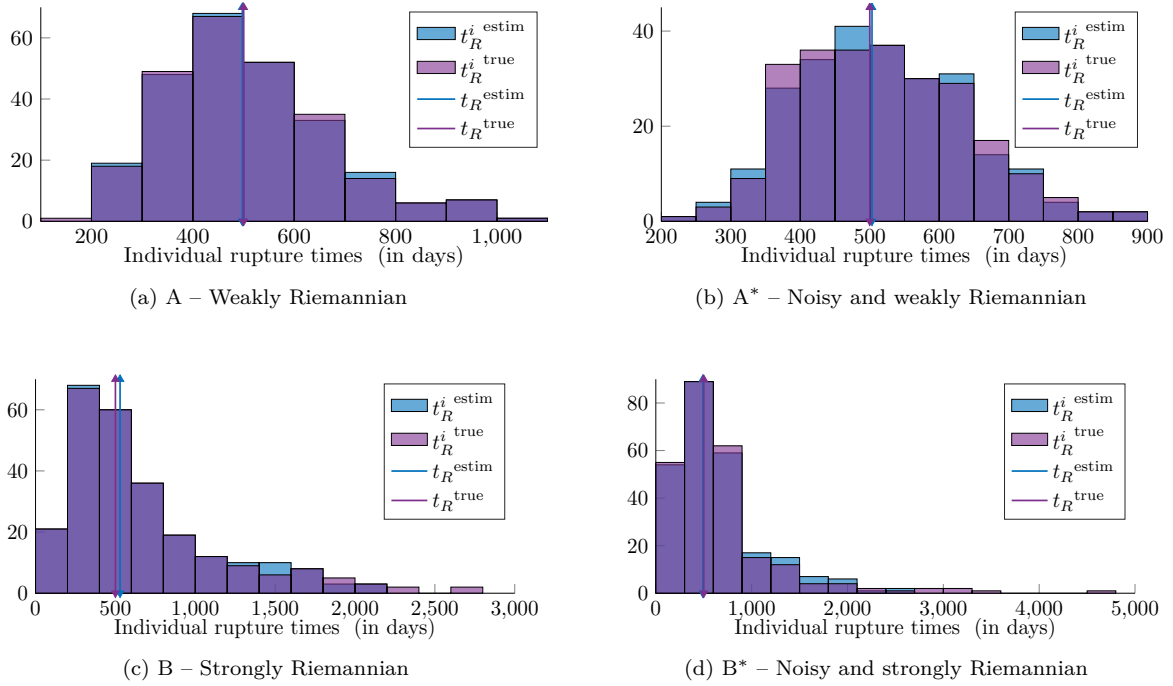 60
40
20
0
200
400
600
800
1,000
Individual rupture times (in days)
t_R^i estim
t_R^i true
t_R estim
t_R true
(a) A – Weakly Riemannian
40
20
0
200
300
400
500
600
700
800
900
Individual rupture times (in days)
t_R^i estim
t_R^i true
t_R estim
t_R true
(b) A* – Noisy and weakly Riemannian
60
40
20
0
0
500
1,000
1,500
2,000
2,500
3,000
Individual rupture times (in days)
t_R^i estim
t_R^i true
t_R estim
t_R true
(c) B – Strongly Riemannian
80
60
40
20
0
0
1,000
2,000
3,000
4,000
5,000
Individual rupture times (in days)
t_R^i estim
t_R^i true
t_R estim
t_R true
(d) B* – Noisy and strongly Riemannian